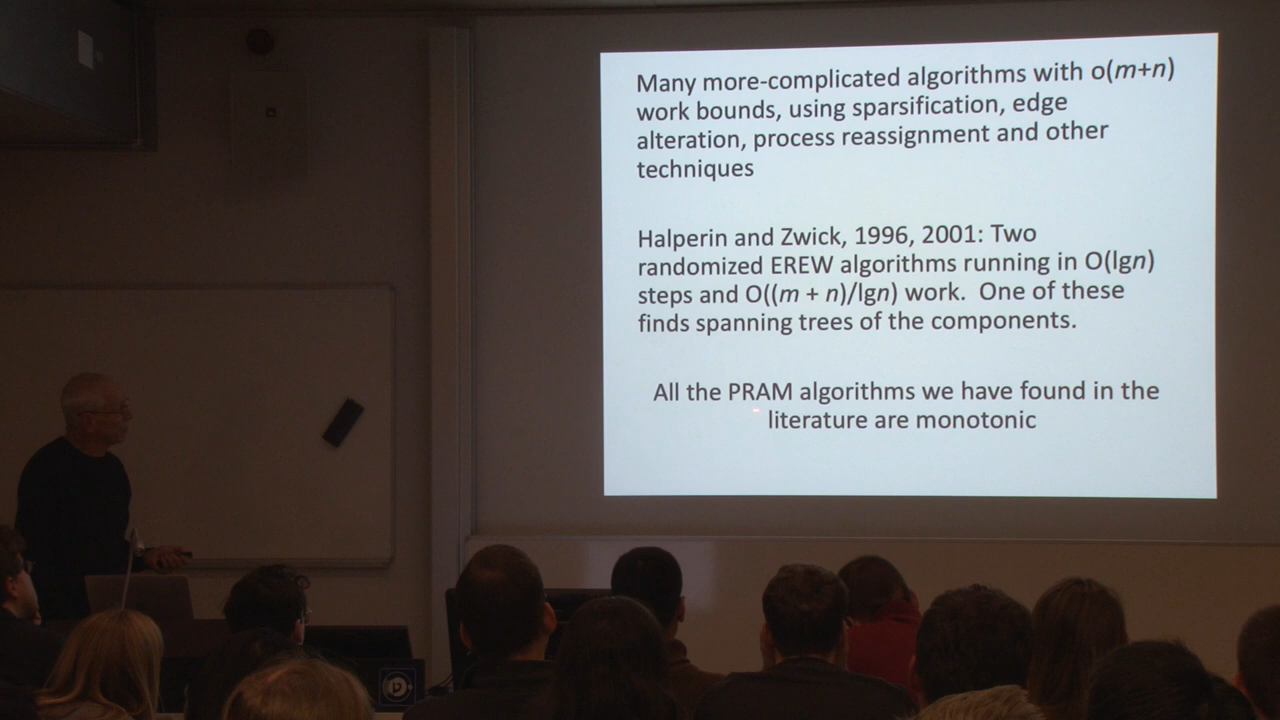 Many more-complicated algorithms with o(m+n)
work bounds, using sparsification, edge
alteration, process reassignment and other
techniques
Halperin and Zwick, 1996, 2001: Two
randomized EREW algorithms running in O(lgn)
steps and O((m + n)/lgn) work. One of these
finds spanning trees of the components.
All the PRAM algorithms we have found in the
literature are monotonic